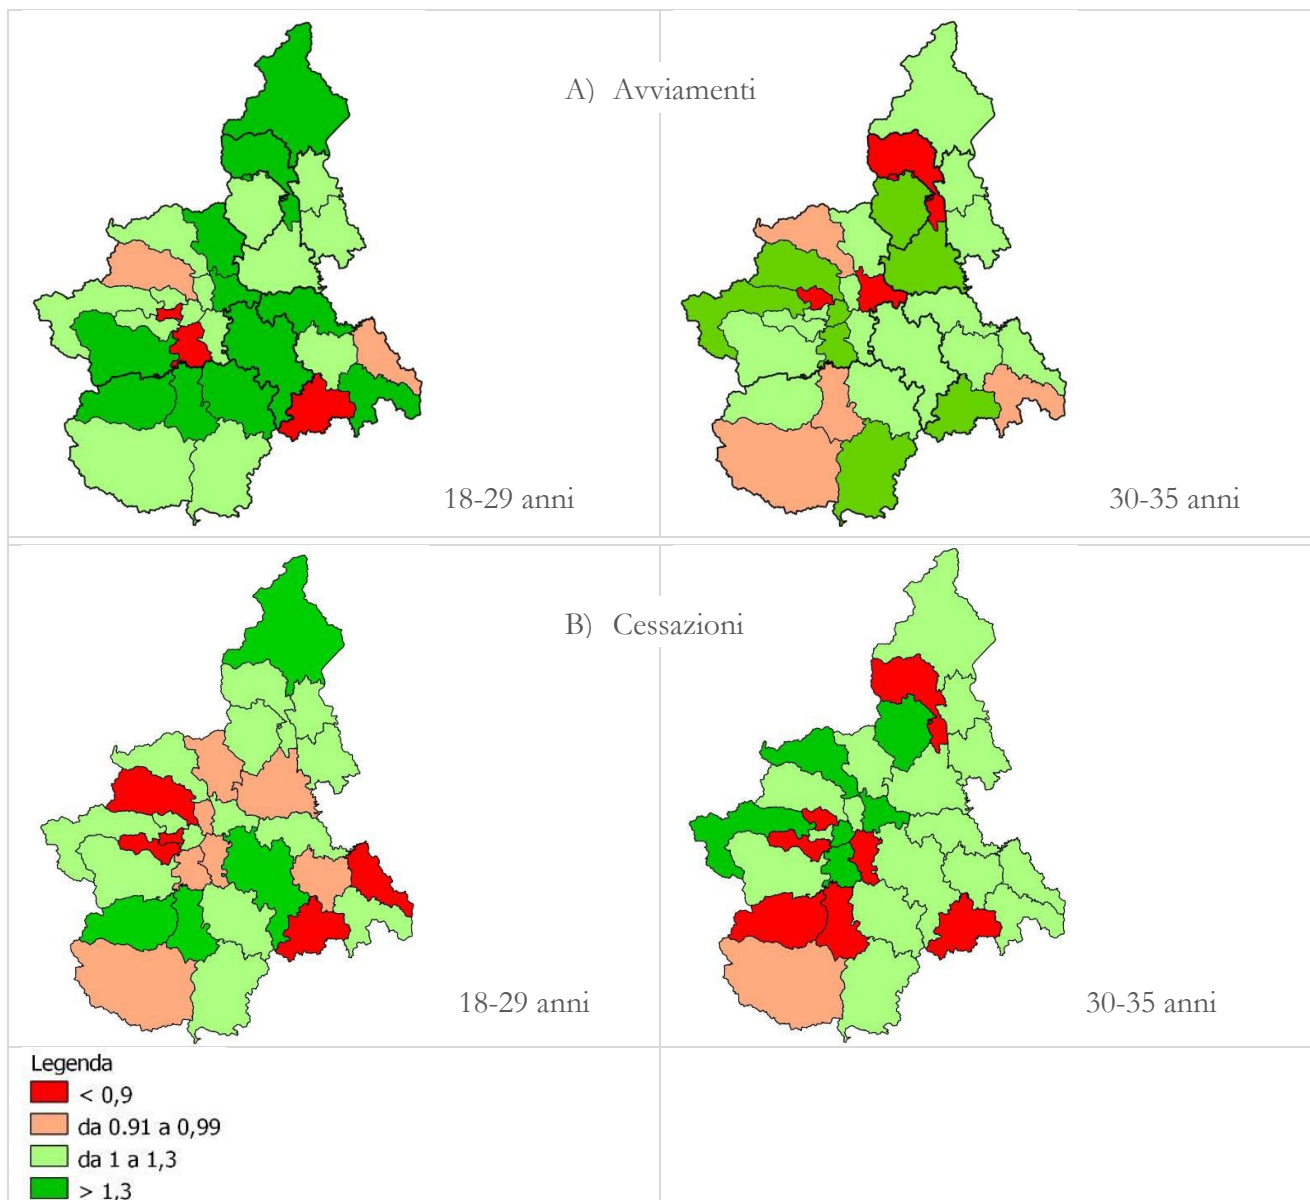 A) Avviamenti
18-29 anni
30-35 anni
B) Cessazioni
18-29 anni
30-35 anni
Legenda
< 0,9
da 0.91 a 0,99
da 1 a 1,3
> 1,3